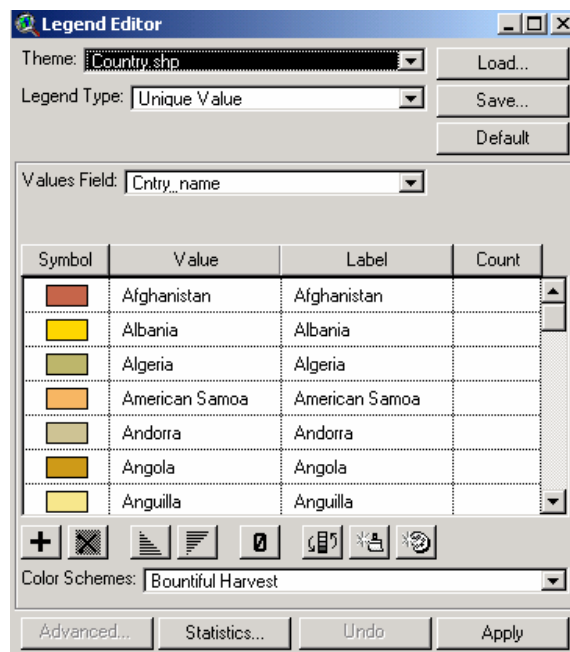 Legend Editor
Theme: Country.shp
Load...
Legend Type: Unique Value
Save...
Default
Values Field: Cntry_name
Symbol Value Label Count
Afghanistan Afghanistan
Albania Albania
Algeria Algeria
American Samoa American Samoa
Andorra Andorra
Angola Angola
Anguilla Anguilla
0
Color Schemes: Bountiful Harvest
Advanced... Statistics... Undo Apply